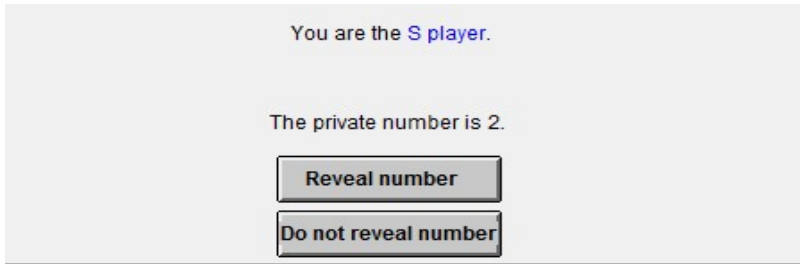 You are the S player.
The private number is 2.
Reveal number
Do not reveal number